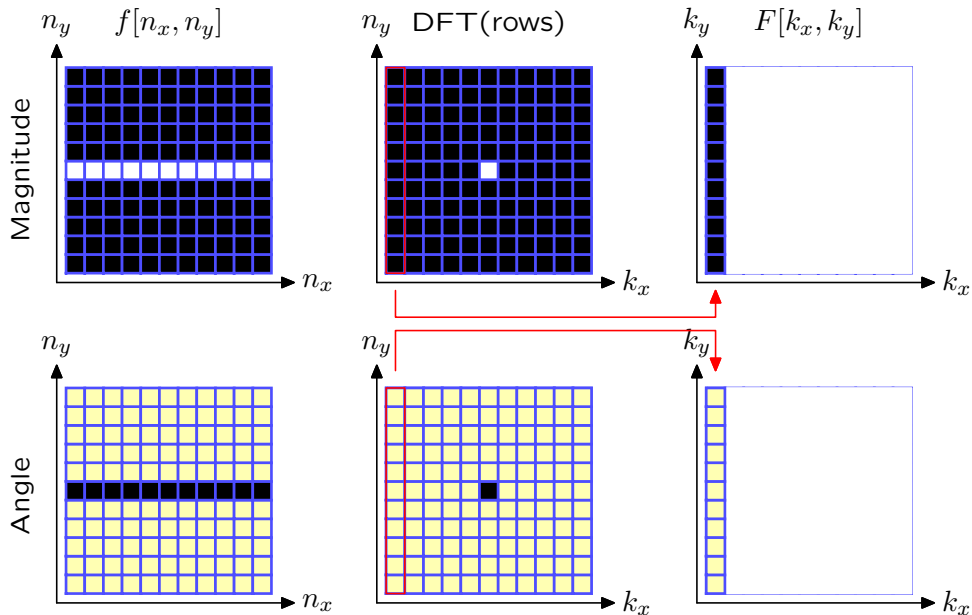 n_y f[n_x, n_y] n_y DFT(rows) k_y F[k_x, k_y]
Magnitude
n_x k_x k_x
n_y n_y k_y
Angle
n_x k_x k_x